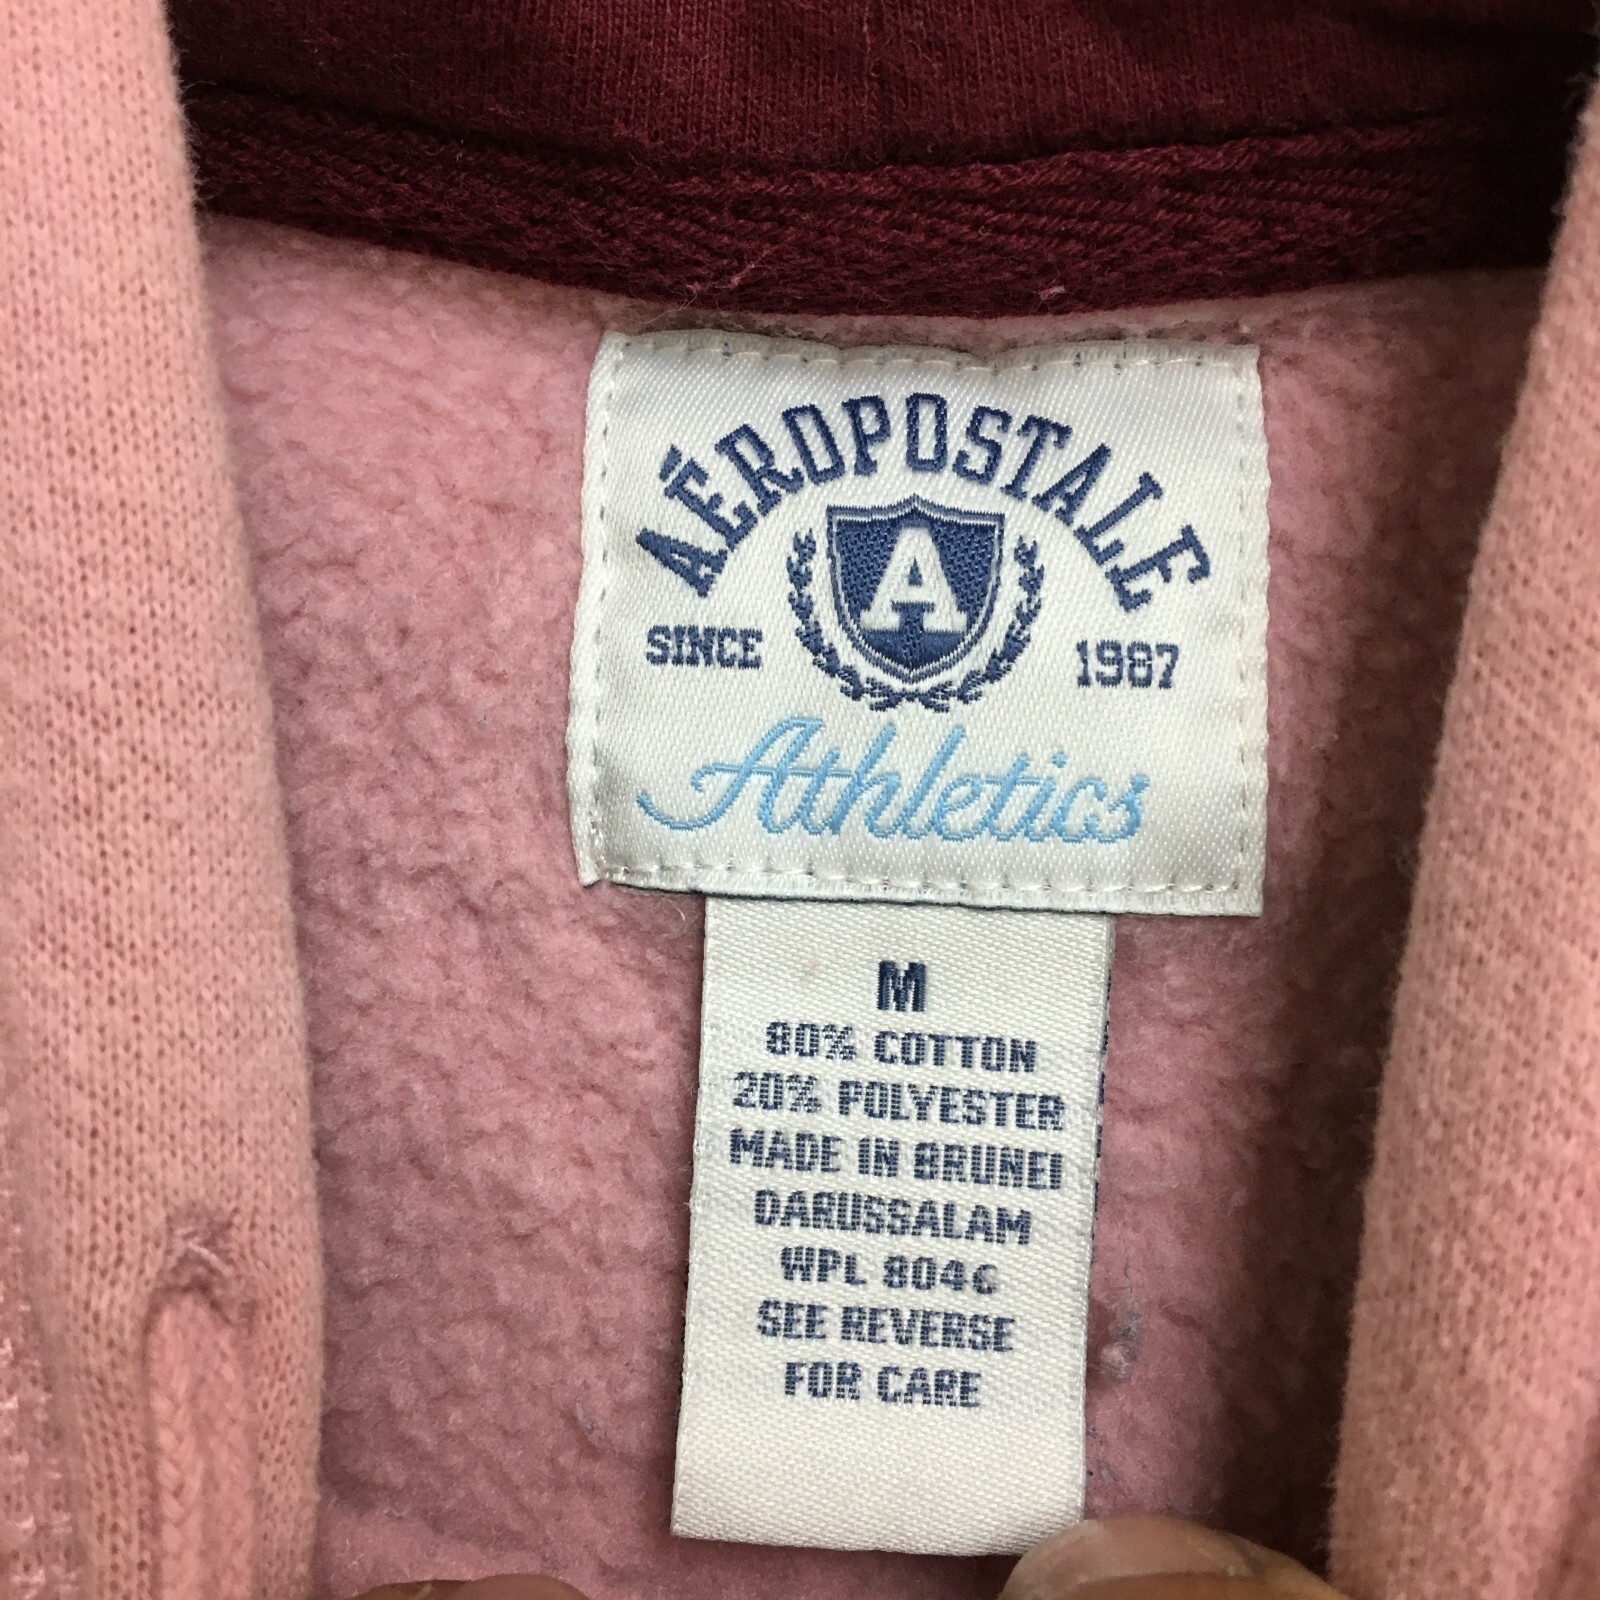 AÉROPOSTALE
A
SINCE 1987
Athletics
M
80% COTTON
20% POLYESTER
MADE IN BRUNEI
DARUSSALAM
WPL 8046
SEE REVERSE
FOR CARE